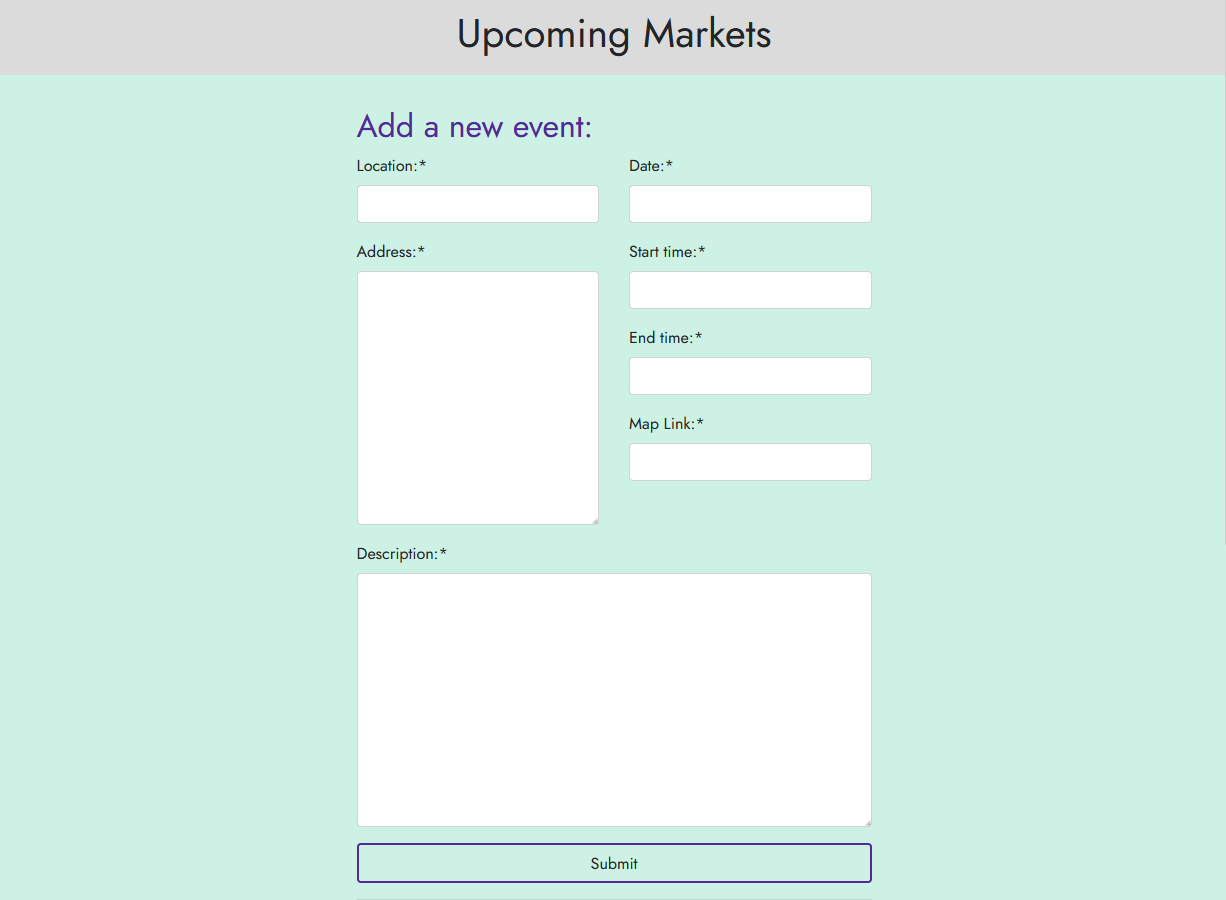 Upcoming Markets
Add a new event:
Location:*
Date:*
Address:*
Start time:*
End time:*
Map Link:*
Description:*
Submit